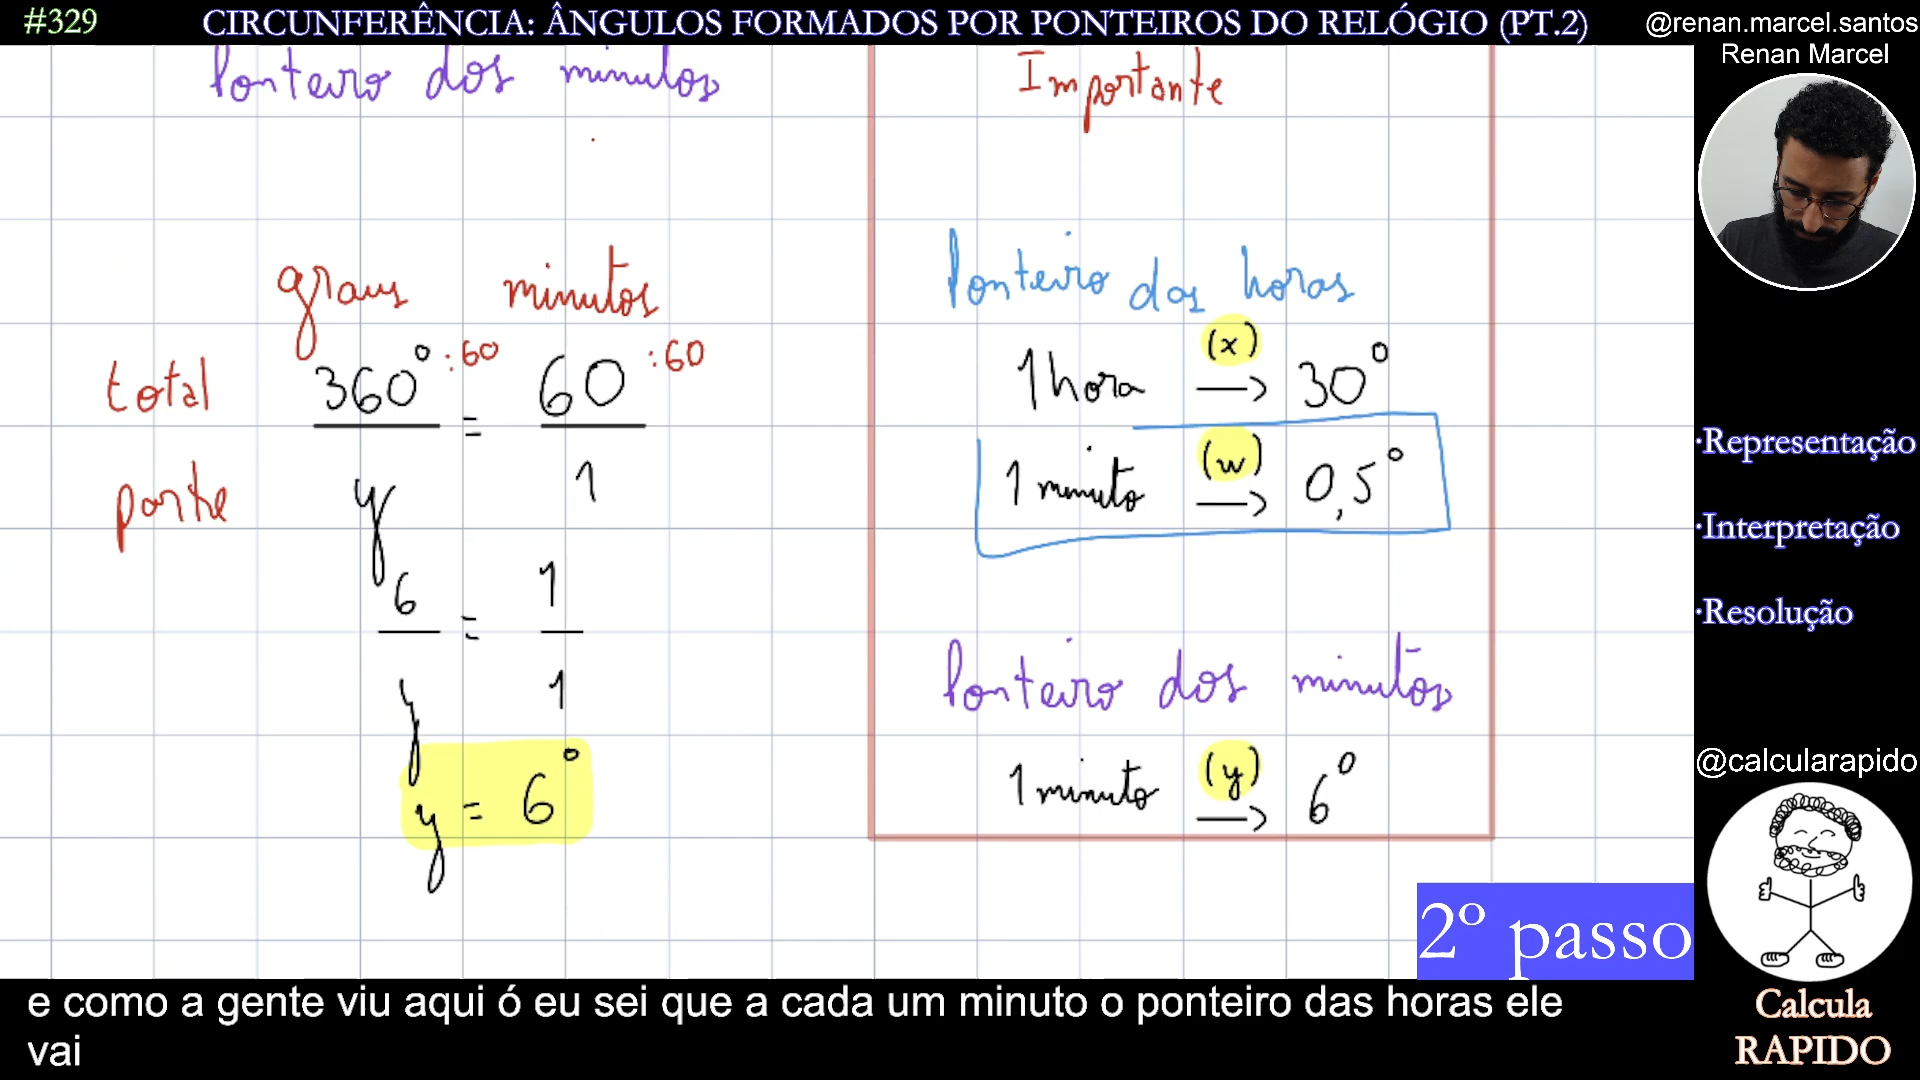 #329
CIRCUNFERÊNCIA: ÂNGULOS FORMADOS POR PONTEIROS DO RELÓGIO (PT.2)
@renan.marcel.santos
Renan Marcel
Ponteiro dos minutos
graus minutos
total 360° :60 = 60 :60
parte y 1
6 = 1
y 1
y = 6°
Importante
Ponteiro das horas
1 hora (x) → 30°
1 minuto (w) → 0,5°
Ponteiro dos minutos
1 minuto (y) → 6°
·Representação
·Interpretação
·Resolução
@calcularapido
Calcula
RAPIDO
2º passo
e como a gente viu aqui ó eu sei que a cada um minuto o ponteiro das horas ele
vai